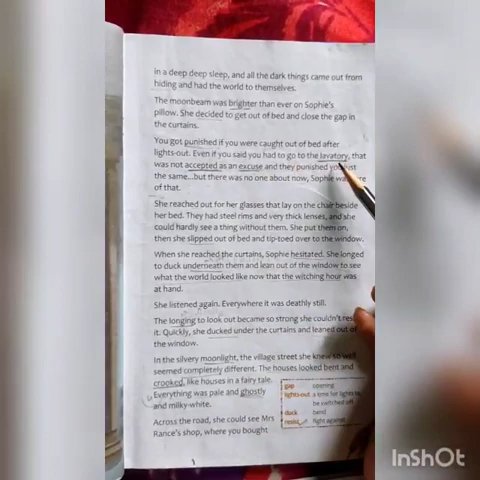 in a deep deep sleep, and all the dark things came out from
hiding and had the world to themselves.
The moonbeam was brighter than ever on Sophie's
pillow. She decided to get out of bed and close the gap in
the curtains.
You got punished if you were caught out of bed after
lights-out. Even if you said you had to go to the lavatory, that
was not accepted as an excuse and they punished you just
the same...but there was no one about now, Sophie was
of that.
She reached out for her glasses that lay on the chair beside
her bed. They had steel rims and very thick lenses, and she
could hardly see a thing without them. She put them on,
then she slipped out of bed and tip-toed over to the window.
When she reached the curtains, Sophie hesitated. She longed
to duck underneath them and lean out of the window to see
what the world looked like now that the witching hour was
at hand.
She listened again. Everywhere it was deathly still.
The longing to look out became so strong she couldn't
it. Quickly, she ducked under the curtains and leaned out of
the window.
In the silvery moonlight, the village street she knew so well
seemed completely different. The houses looked bent and
crooked, like houses in a fairy tale.
Everything was pale and ghostly
and milky-white.
Across the road, she could see Mrs
Rance's shop, where you bought
gap opening
lights-out a time for lights to
be switched off
duck bend
resist fight against
InShOt